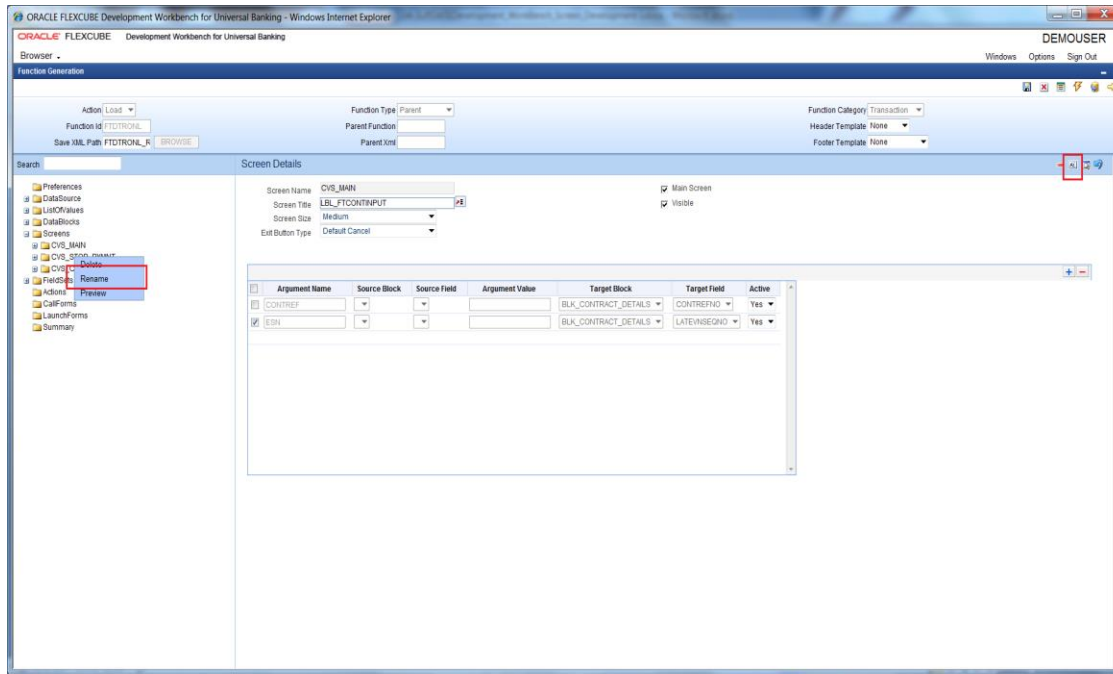 ORACLE FLEXCUBE Development Workbench for Universal Banking - Windows Internet Explorer
ORACLE FLEXCUBE Development Workbench for Universal Banking
DEMOUSER
Browser
Windows Options Sign Out
Function Generation
Action Load
Function Type Parent
Function Category Transaction
Function Id FTDTRONL
Parent Function
Header Template None
Save XML Path FTDTRONL_R BROWSE
Parent Xml
Footer Template None
Search
Screen Details
Preferences
DataSource
ListOfValues
DataBlocks
Screens
CVS_MAIN
CVS_STOP_PYMNT
CVS_C
FieldSets
Actions
CallForms
LaunchForms
Summary
Delete
Rename
Preview
Screen Name CVS_MAIN
Main Screen
Screen Title LBL_FTCONTINPUT
Visible
Screen Size Medium
Exit Button Type Default Cancel
Argument Name Source Block Source Field Argument Value Target Block Target Field Active
CONTREF BLK_CONTRACT_DETAILS CONTREFNO Yes
ESN BLK_CONTRACT_DETAILS LATEVNSEQNO Yes